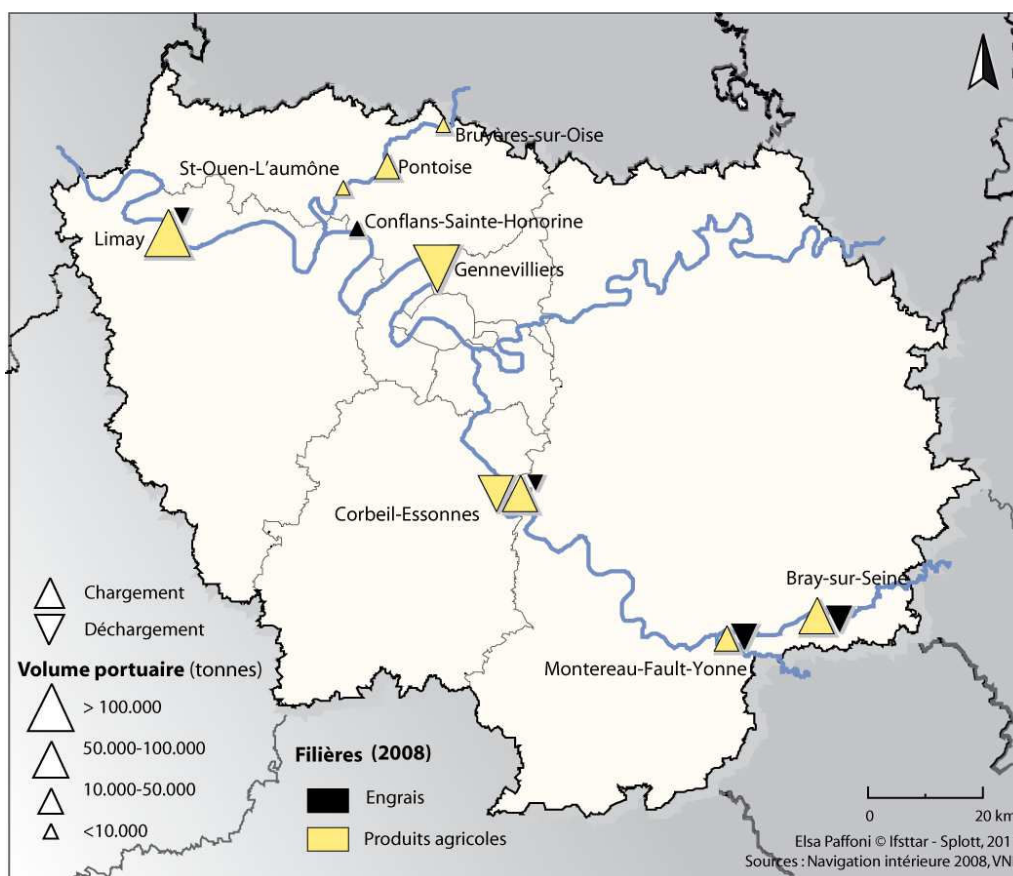 Bruyères-sur-Oise
St-Ouen-L'aumône
Pontoise
Conflans-Sainte-Honorine
Limay
Gennevilliers
Corbeil-Essonnes
Bray-sur-Seine
Montereau-Fault-Yonne
Chargement
Déchargement
Volume portuaire (tonnes)
> 100.000
50.000-100.000
10.000-50.000
<10.000
Filières (2008)
Engrais
Produits agricoles
0 20 km
Elsa Paffoni © Ifsttar - Splott, 201
Sources : Navigation intérieure 2008, VN